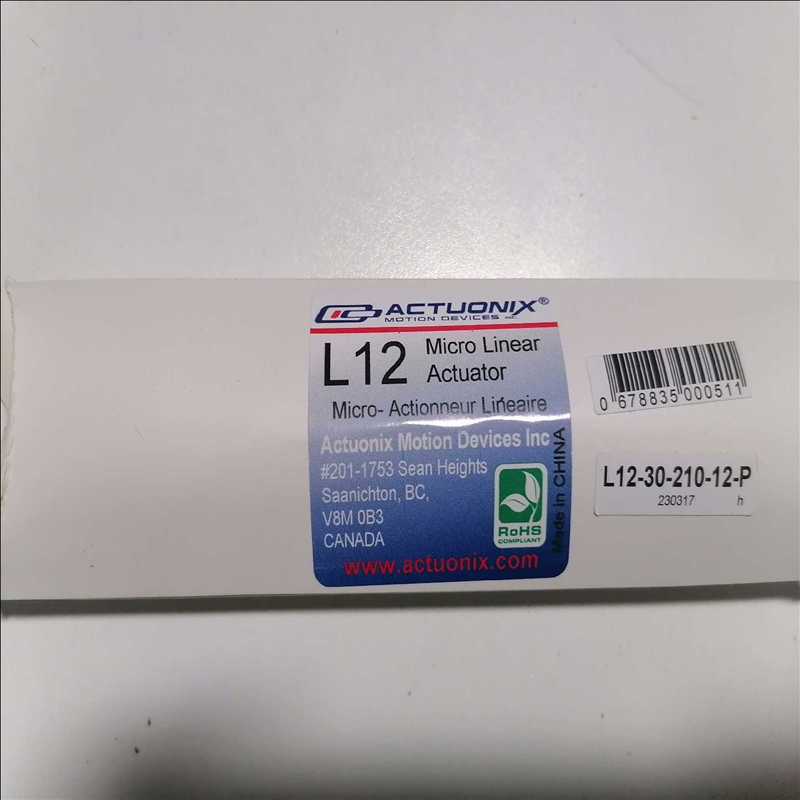 ACTUONIX®
MOTION DEVICES INC.
L12 Micro Linear Actuator
Micro- Actionneur Linéaire
Actuonix Motion Devices Inc
#201-1753 Sean Heights
Saanichton, BC,
V8M 0B3
CANADA
www.actuonix.com
RoHS
COMPLIANT
Made in CHINA
0 678835 000511
L12-30-210-12-P
230317 h